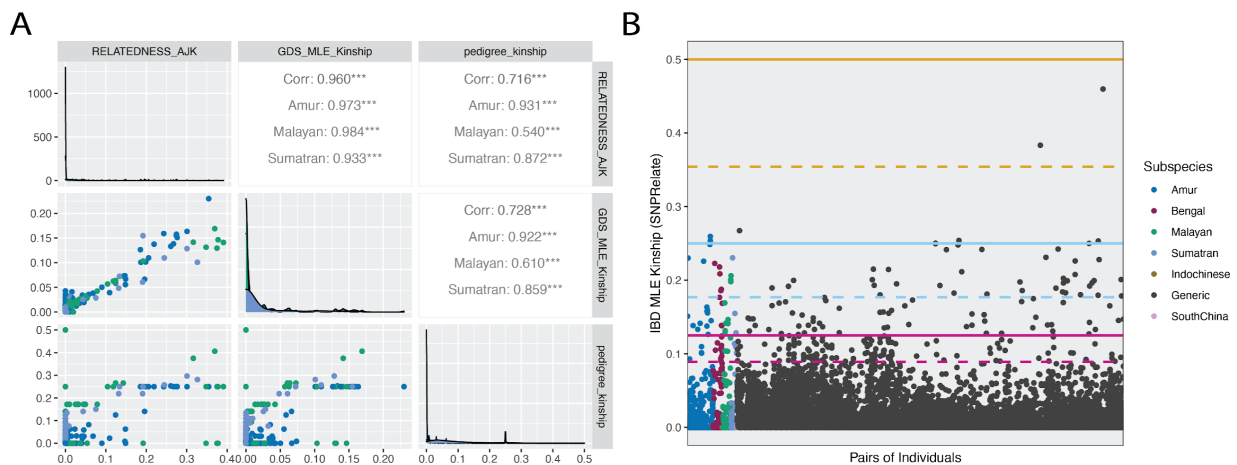 A
RELATEDNESS_AJK
GDS_MLE_Kinship
pedigree_kinship
1000
500
0
Corr: 0.960***
Amur: 0.973***
Malayan: 0.984***
Sumatran: 0.933***
Corr: 0.716***
Amur: 0.931***
Malayan: 0.540***
Sumatran: 0.872***
RELATEDNESS_AJK
0.20
0.15
0.10
0.05
0.00
Corr: 0.728***
Amur: 0.922***
Malayan: 0.610***
Sumatran: 0.859***
GDS_MLE_Kinship
0.5
0.4
0.3
0.2
0.1
0.0
pedigree_kinship
0.0 0.1 0.2 0.3 0.4
0.00 0.05 0.10 0.15 0.20
0.0 0.1 0.2 0.3 0.4 0.5
B
IBD MLE Kinship (SNPRelate)
0.5
0.4
0.3
0.2
0.1
0.0
Pairs of Individuals
Subspecies
Amur
Bengal
Malayan
Sumatran
Indochinese
Generic
SouthChina